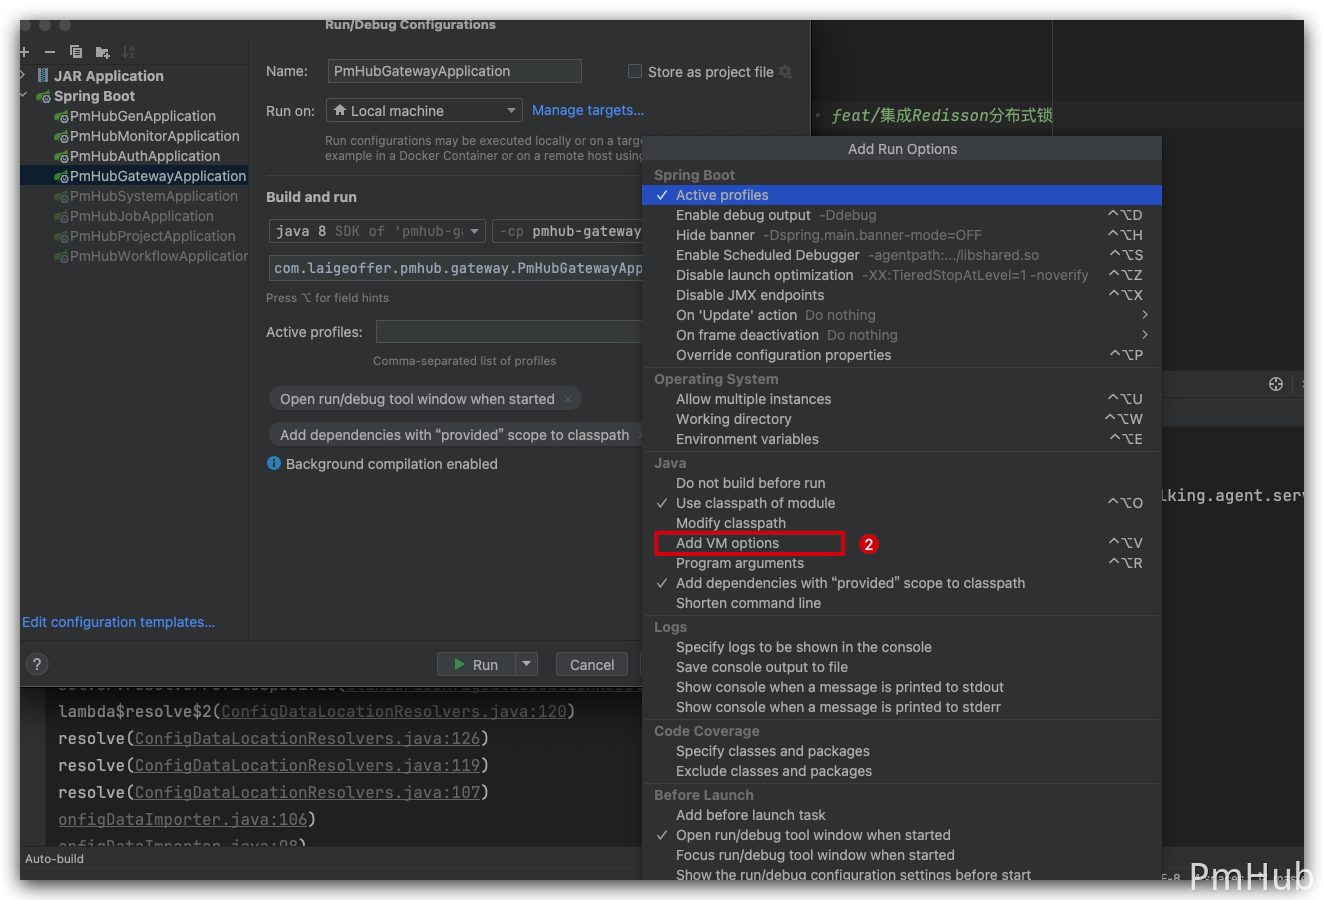 Run/Debug Configurations
JAR Application
Spring Boot
PmHubGenApplication
PmHubMonitorApplication
PmHubAuthApplication
PmHubGatewayApplication
PmHubSystemApplication
PmHubJobApplication
PmHubProjectApplication
PmHubWorkflowApplication
Edit configuration templates...
Name:
PmHubGatewayApplication
Store as project file
Run on:
Local machine
Manage targets...
Run configurations may be executed locally or on a targe
example in a Docker Container or on a remote host using
Build and run
java 8 SDK of 'pmhub-ga
-cp pmhub-gateway
com.laigeoffer.pmhub.gateway.PmHubGatewayApp
Press ⌥ for field hints
Active profiles:
Comma-separated list of profiles
Open run/debug tool window when started ×
Add dependencies with “provided” scope to classpath
Background compilation enabled
?
Run
Cancel
feat/集成Redisson分布式锁
Add Run Options
Spring Boot
✓ Active profiles
Enable debug output -Ddebug ^⌥D
Hide banner -Dspring.main.banner-mode=OFF ^⌥H
Enable Scheduled Debugger -agentpath:.../libshared.so ^⌥S
Disable launch optimization -XX:TieredStopAtLevel=1 -noverify ^⌥Z
Disable JMX endpoints ^⌥X
On 'Update' action Do nothing >
On frame deactivation Do nothing >
Override configuration properties ^⌥P
Operating System
Allow multiple instances ^⌥U
Working directory ^⌥W
Environment variables ^⌥E
Java
Do not build before run
✓ Use classpath of module ^⌥O
Modify classpath
Add VM options 2 ^⌥V
Program arguments ^⌥R
✓ Add dependencies with “provided” scope to classpath
Shorten command line
Logs
Specify logs to be shown in the console
Save console output to file
Show console when a message is printed to stdout
Show console when a message is printed to stderr
Code Coverage
Specify classes and packages
Exclude classes and packages
Before Launch
Add before launch task
✓ Open run/debug tool window when started
Focus run/debug tool window when started
Show the run/debug configuration settings before start
lking.agent.serv
lambda$resolve$2(ConfigDataLocationResolvers.java:120)
resolve(ConfigDataLocationResolvers.java:126)
resolve(ConfigDataLocationResolvers.java:119)
resolve(ConfigDataLocationResolvers.java:107)
onfigDataImporter.java:106)
onfigDataImporter.java:98)
Auto-build
PmHub